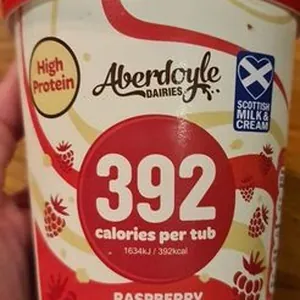 High
Protein
Aberdoyle
DAIRIES
SCOTTISH
MILK &
CREAM
392
calories per tub
1634kJ / 392kcal
RASPBERRY